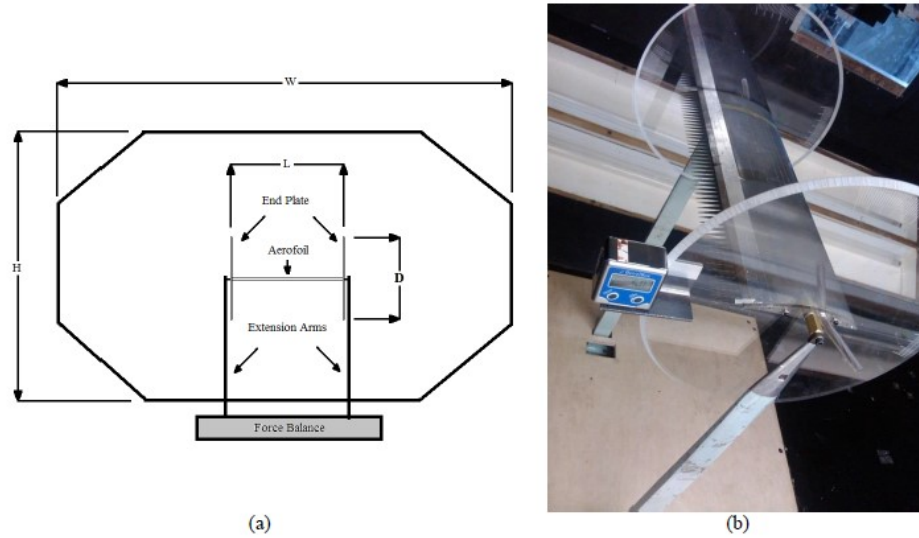 W
L
End Plate
Aerofoil
H
D
Extension Arms
Force Balance
(a)
(b)